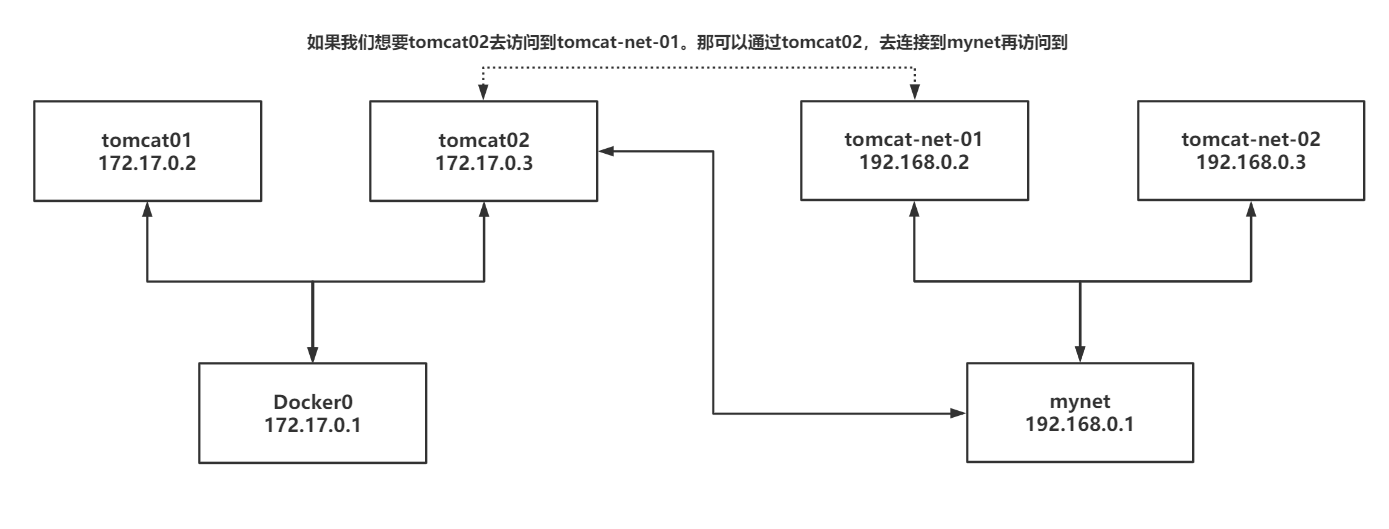 如果我们想要tomcat02去访问到tomcat-net-01。那可以通过tomcat02，去连接到mynet再访问到
tomcat01
172.17.0.2
tomcat02
172.17.0.3
tomcat-net-01
192.168.0.2
tomcat-net-02
192.168.0.3
Docker0
172.17.0.1
mynet
192.168.0.1